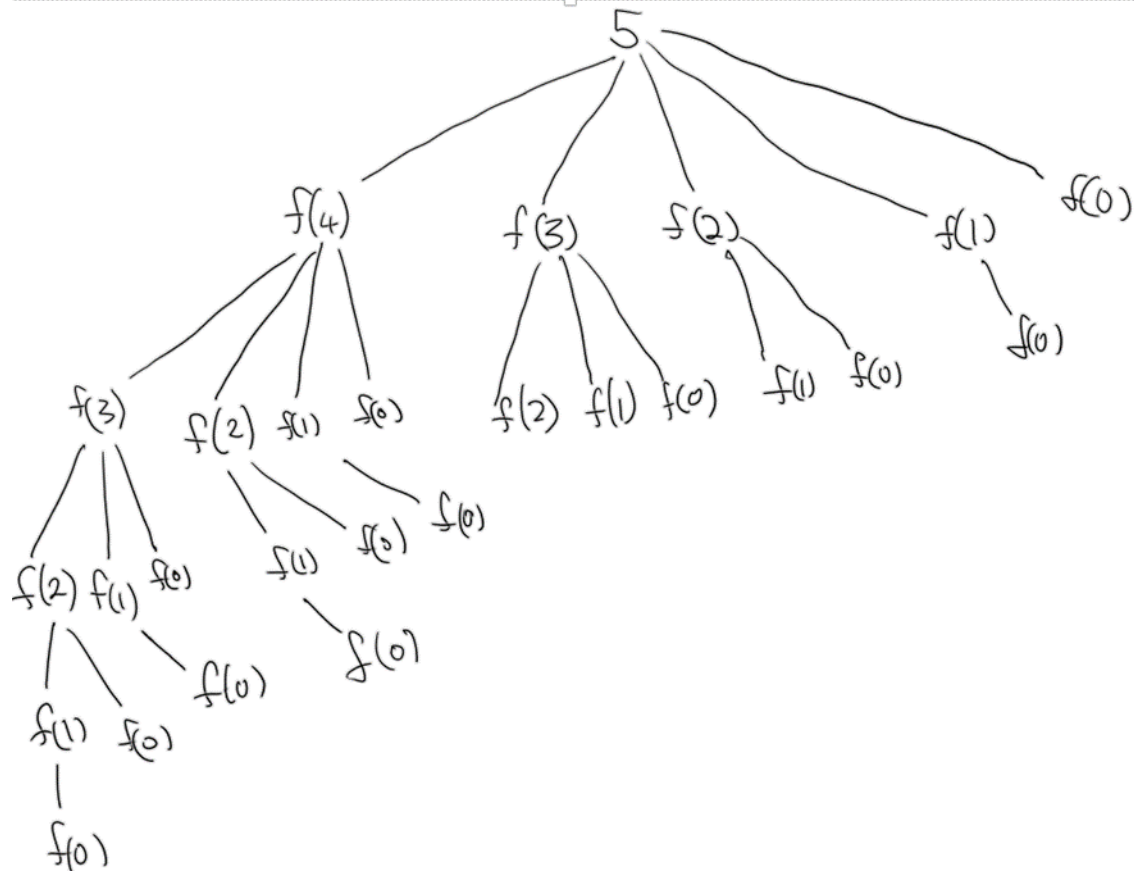 5
f(4) f(3) f(2) f(1) f(0)
f(0)
f(3) f(2) f(1) f(0) f(2) f(1) f(0) f(1) f(0)
f(2) f(1) f(0) f(1) f(0) f(0)
f(0) f(0)
f(1) f(0)
f(0)